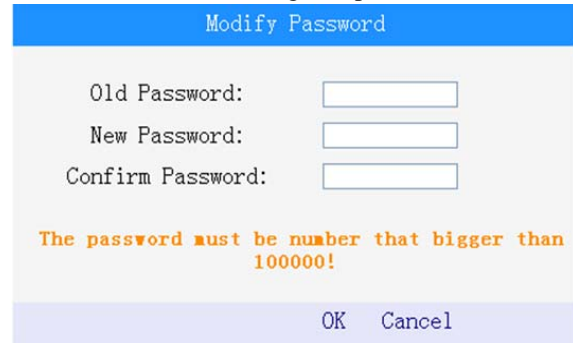 Modify Password
Old Password:
New Password:
Confirm Password:
The password must be number that bigger than
100000!
OK Cancel